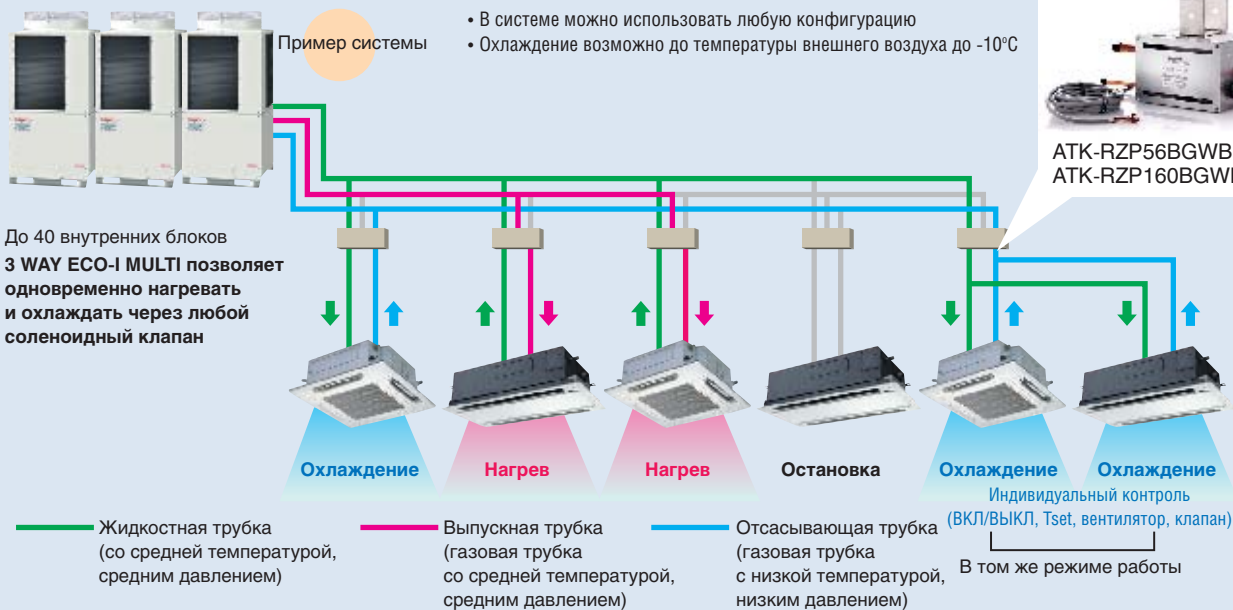 Пример системы
• В системе можно использовать любую конфигурацию
• Охлаждение возможно до температуры внешнего воздуха до -10°C
ATK-RZP56BGWB
ATK-RZP160BGW
До 40 внутренних блоков
3 WAY ECO-I MULTI позволяет
одновременно нагревать
и охлаждать через любой
соленоидный клапан
Охлаждение
Нагрев
Нагрев
Остановка
Охлаждение
Охлаждение
Индивидуальный контроль
(ВКЛ/ВЫКЛ, Tset, вентилятор, клапан)
В том же режиме работы
Жидкостная трубка
(со средней температурой,
средним давлением)
Выпускная трубка
(газовая трубка
со средней температурой,
средним давлением)
Отсасывающая трубка
(газовая трубка
с низкой температурой,
низким давлением)